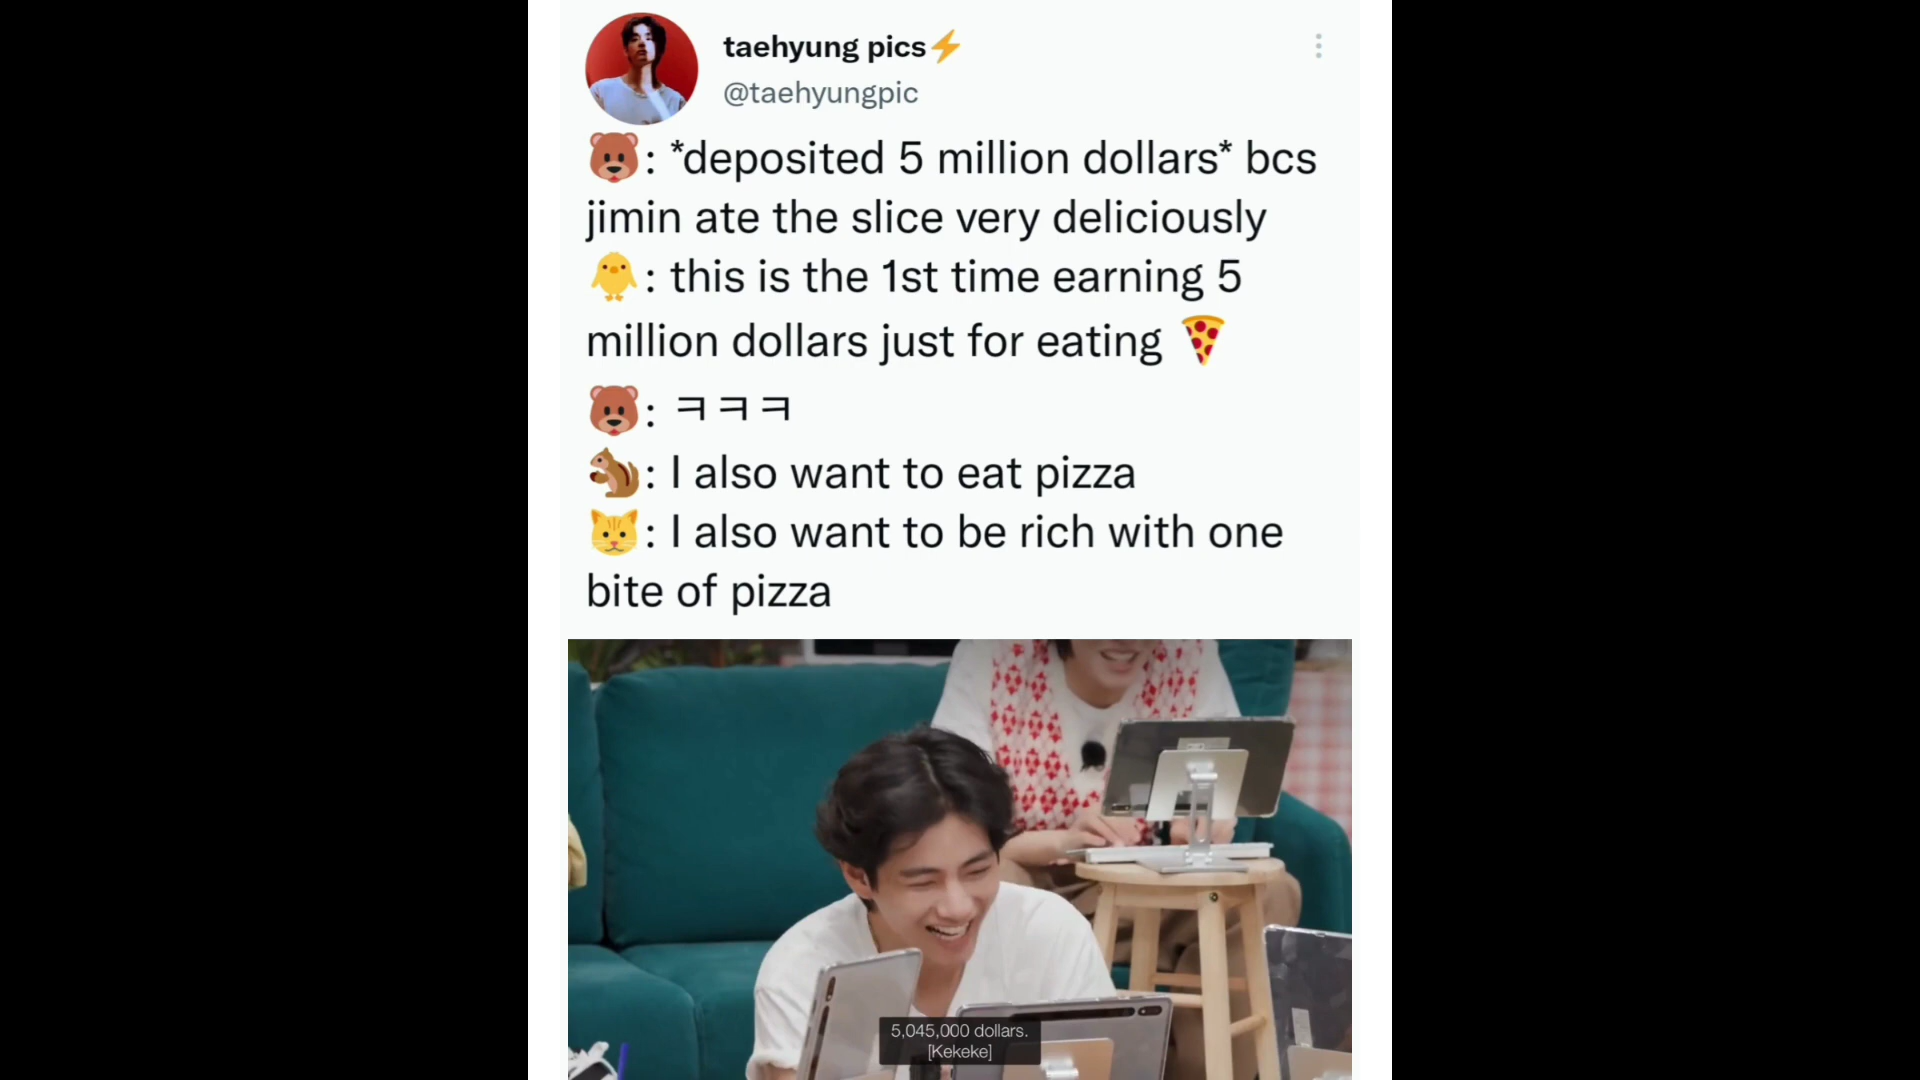 taehyung pics⚡
@taehyungpic
🐻: *deposited 5 million dollars* bcs
jimin ate the slice very deliciously
🐥: this is the 1st time earning 5
million dollars just for eating 🍕
🐻: ㅋㅋㅋ
🐿️: I also want to eat pizza
🐱: I also want to be rich with one
bite of pizza
5,045,000 dollars.
[Kekeke]